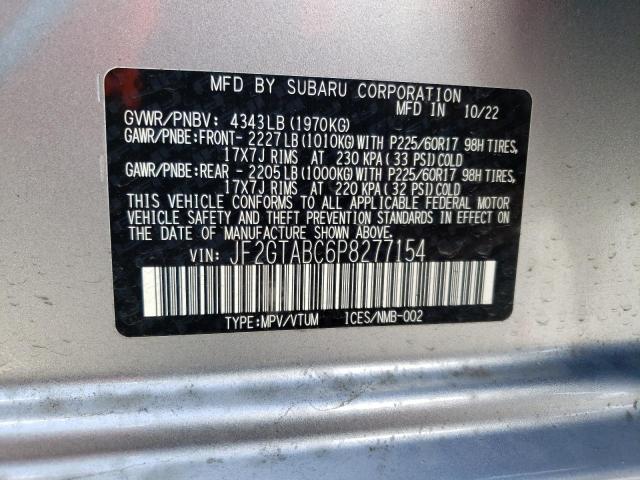 MFD BY SUBARU CORPORATION
MFD IN 10/22
GVWR/PNBV: 4343LB(1970KG)
GAWR/PNBE:FRONT- 2227LB(1010KG)WITH P225/60R17 98H TIRES,
17X7J RIMS AT 230 KPA(33 PSI)COLD
GAWR/PNBE:REAR - 2205LB(1000KG)WITH P225/60R17 98H TIRES,
17X7J RIMS AT 220 KPA(32 PSI)COLD
THIS VEHICLE CONFORMS TO ALL APPLICABLE FEDERAL MOTOR
VEHICLE SAFETY AND THEFT PREVENTION STANDARDS IN EFFECT
ON THE DATE OF MANUFACTURE SHOWN ABOVE.
VIN: JF2GTABC6P8277154
TYPE:MPV/VTUM ICES/NMB-002